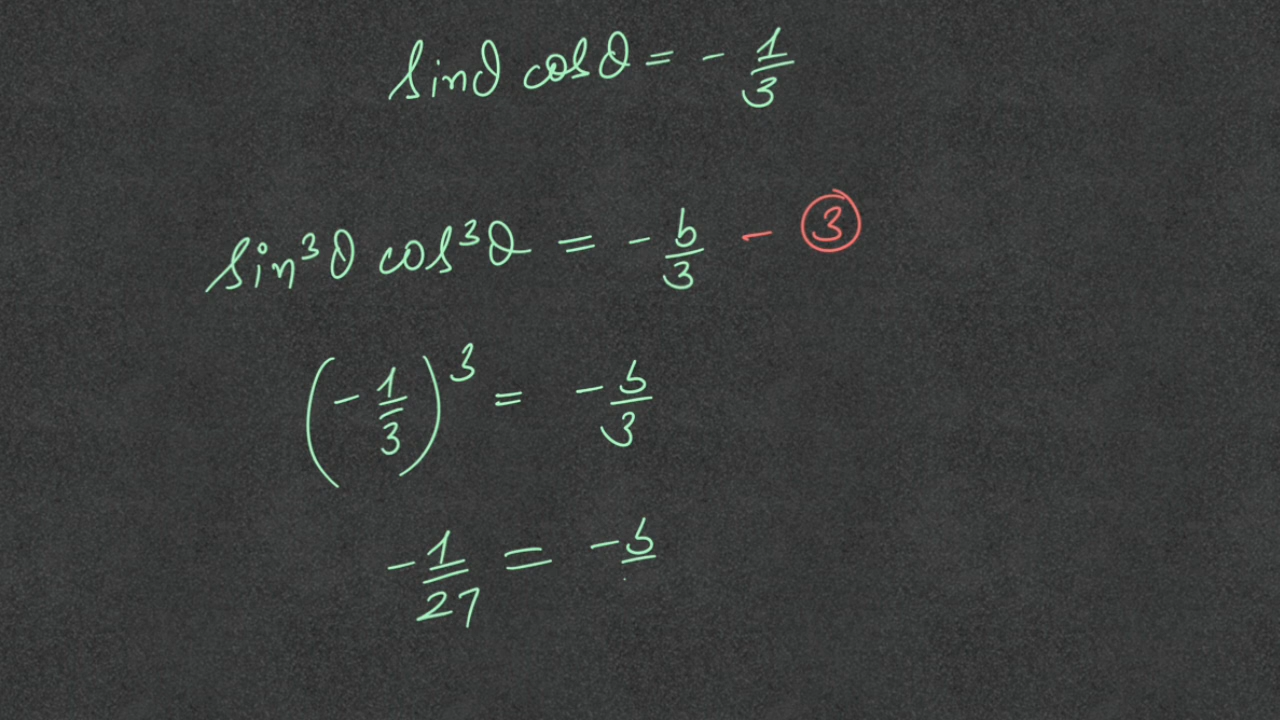 sinθ cosθ = - 1/3
sin³θ cos³θ = - b/3 - ③
(- 1/3)³ = - b/3
- 1/27 = - b